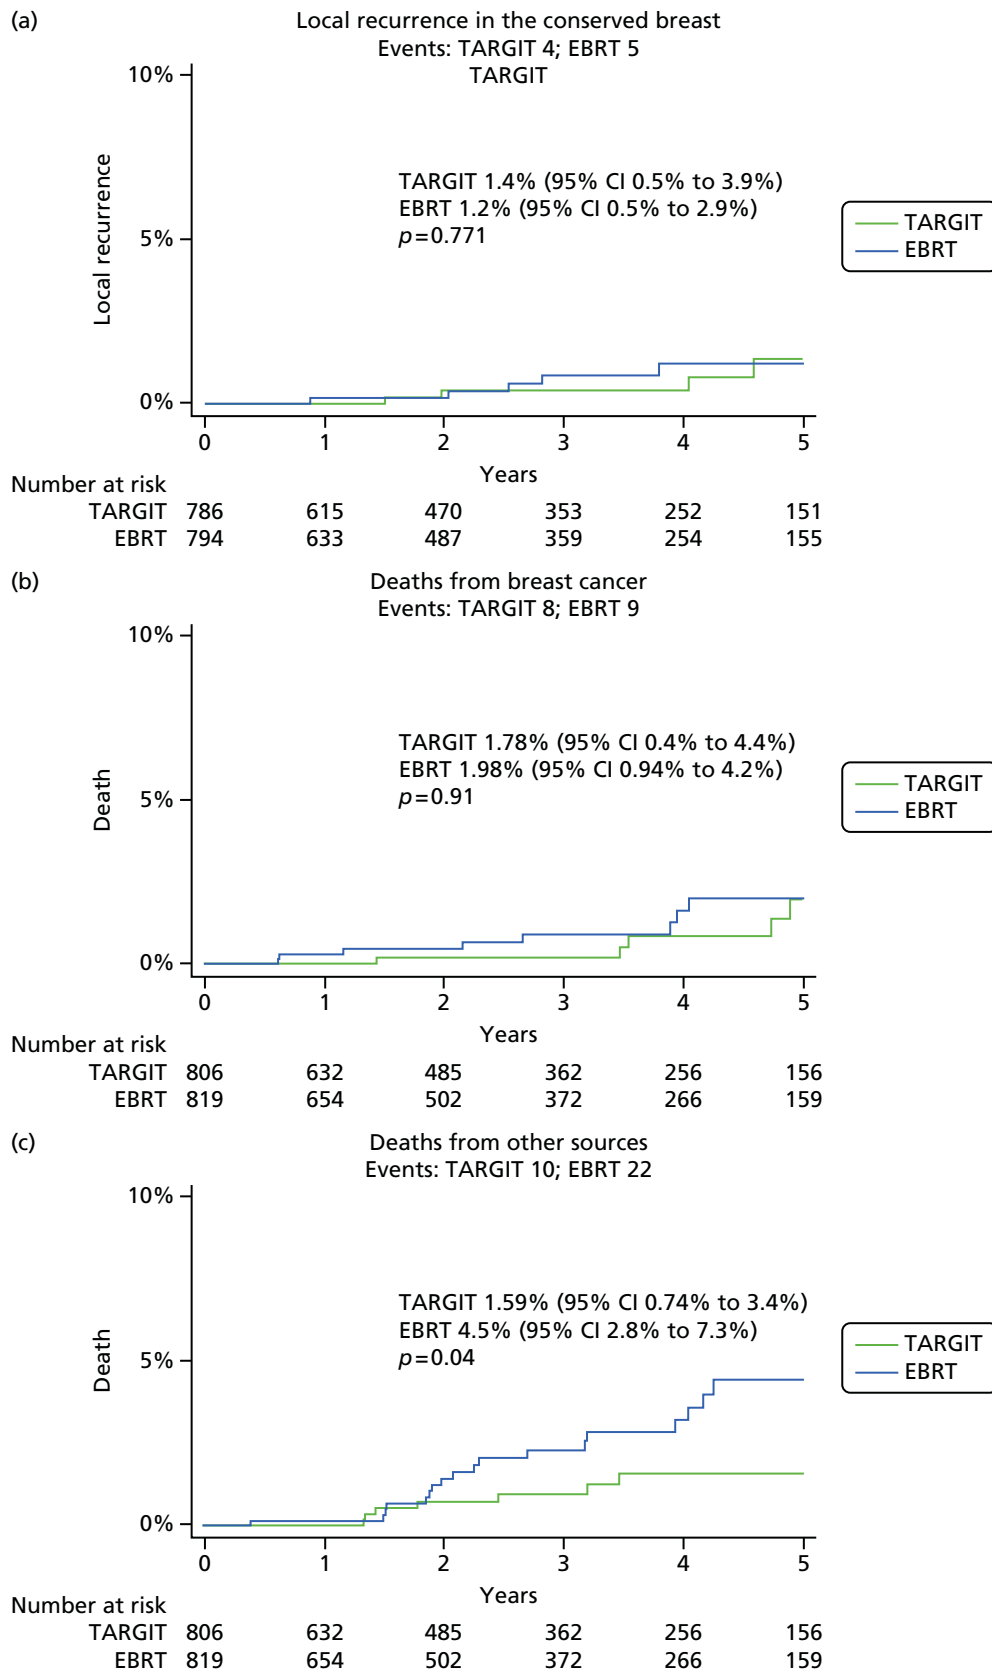 (a)
Local recurrence in the conserved breast
Events: TARGIT 4; EBRT 5
TARGIT
10%
5%
0%
Local recurrence
TARGIT 1.4% (95% CI 0.5% to 3.9%)
EBRT 1.2% (95% CI 0.5% to 2.9%)
p=0.771
TARGIT
EBRT
0 1 2 3 4 5
Years
Number at risk
TARGIT 786 615 470 353 252 151
EBRT 794 633 487 359 254 155
(b)
Deaths from breast cancer
Events: TARGIT 8; EBRT 9
10%
5%
0%
Death
TARGIT 1.78% (95% CI 0.4% to 4.4%)
EBRT 1.98% (95% CI 0.94% to 4.2%)
p=0.91
TARGIT
EBRT
0 1 2 3 4 5
Years
Number at risk
TARGIT 806 632 485 362 256 156
EBRT 819 654 502 372 266 159
(c)
Deaths from other sources
Events: TARGIT 10; EBRT 22
10%
5%
0%
Death
TARGIT 1.59% (95% CI 0.74% to 3.4%)
EBRT 4.5% (95% CI 2.8% to 7.3%)
p=0.04
TARGIT
EBRT
0 1 2 3 4 5
Years
Number at risk
TARGIT 806 632 485 362 256 156
EBRT 819 654 502 372 266 159